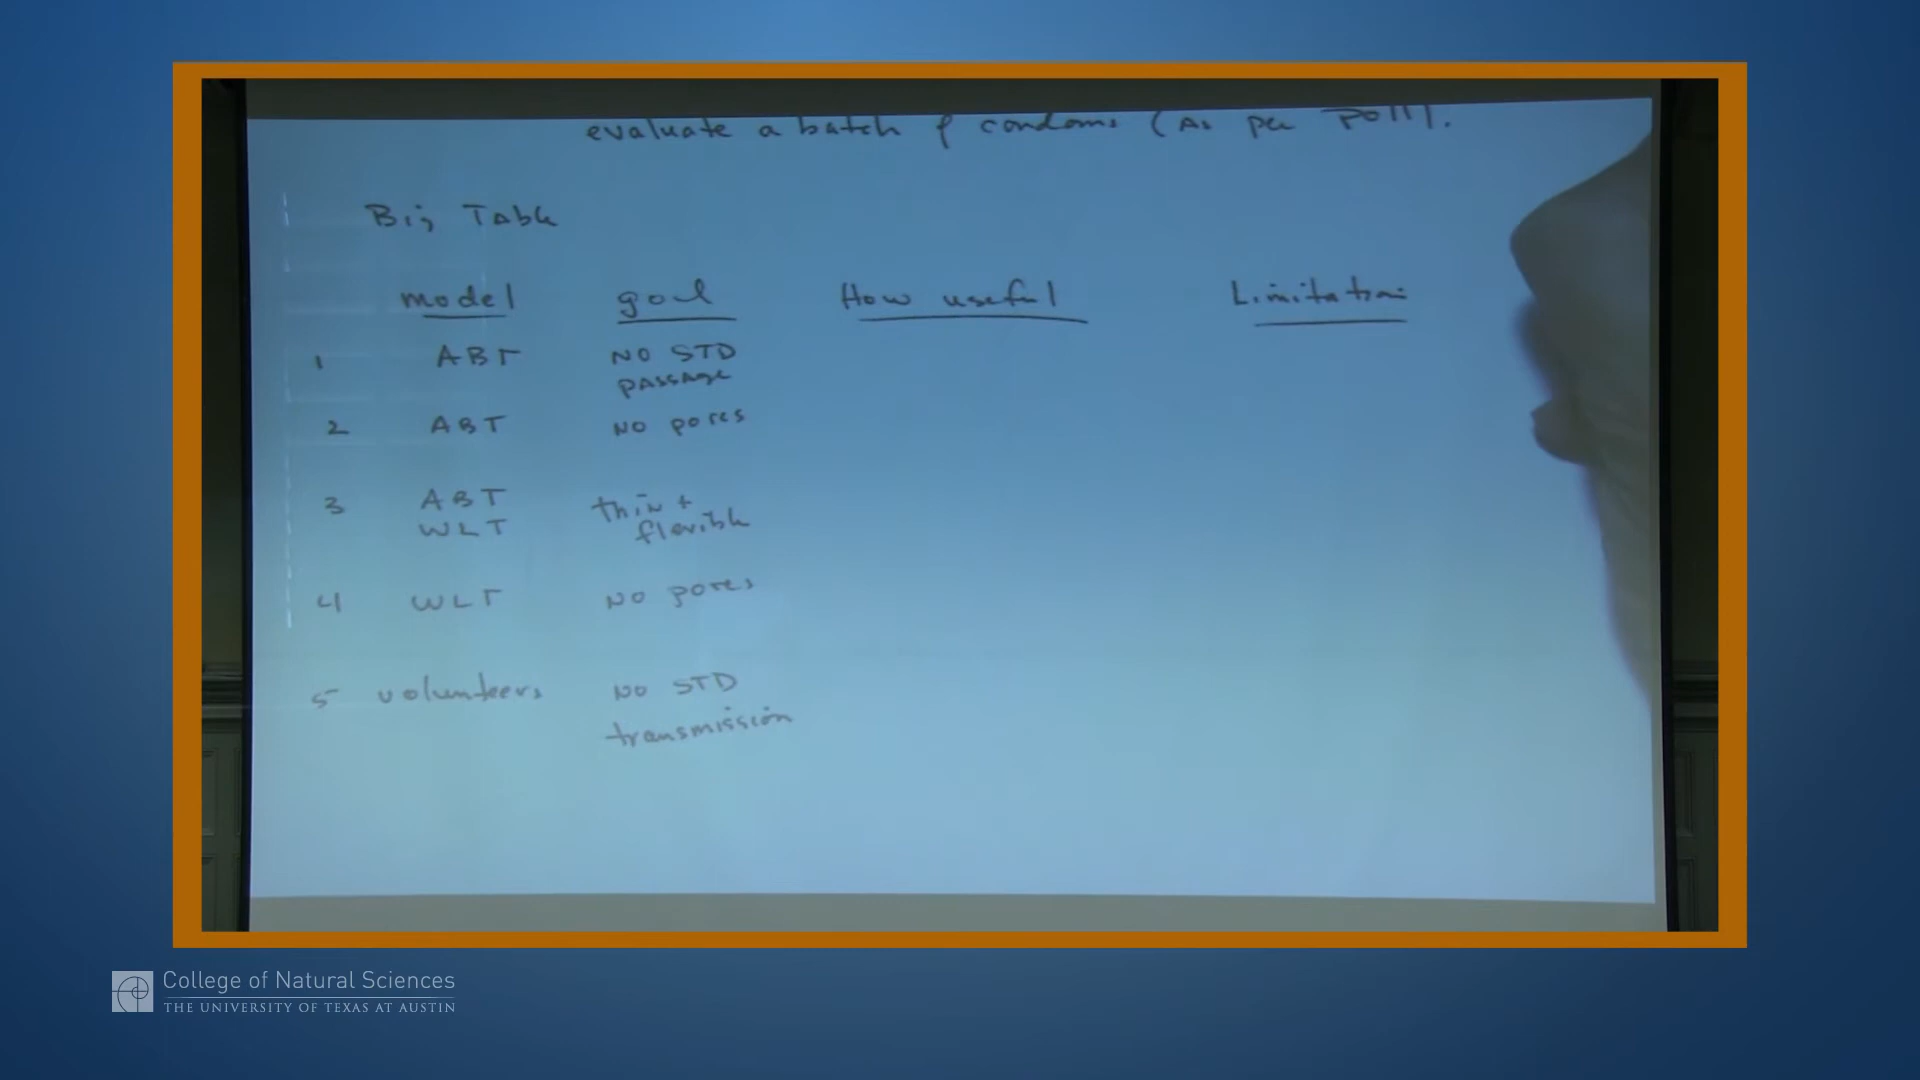 evaluate a batch of condoms (As per Poll).
Big Table
model goal How useful Limitations
1 ABT NO STD
passage
2 ABT NO pores
3 ABT thin +
WLT flexible
4 WLT NO pores
5 volunteers NO STD
transmission
College of Natural Sciences
THE UNIVERSITY OF TEXAS AT AUSTIN